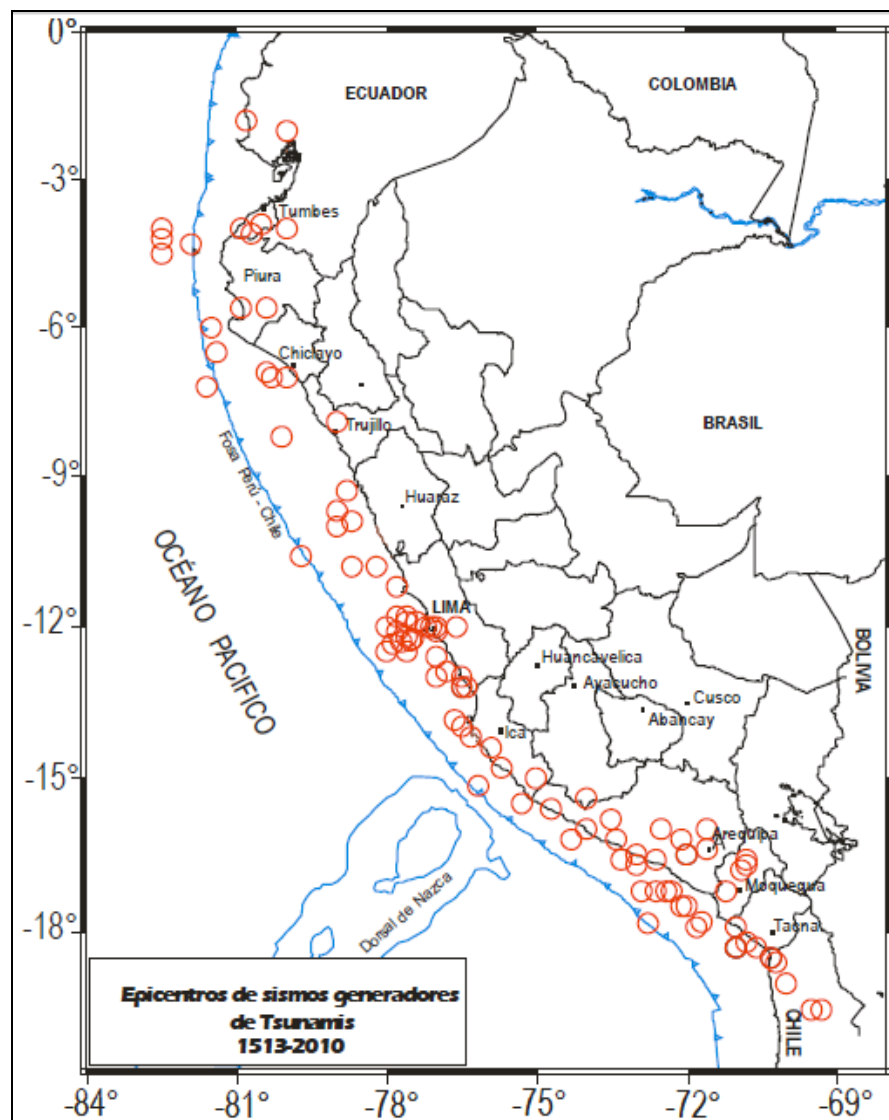 0°
-3°
-6°
-9°
-12°
-15°
-18°
COLOMBIA
ECUADOR
Tumbes
Piura
Chiclayo
Trujillo
BRASIL
Fosa Perú - Chile
Huaraz
OCÉANO PACIFICO
LIMA
BOLIVIA
Huancavelica
Ayacucho
Cusco
Abancay
Ica
Arequipa
Moquegua
Dorsal de Nazca
Tacna
CHILE
Epicentros de sismos generadores
de Tsunamis
1513-2010
-84°
-81°
-78°
-75°
-72°
-69°